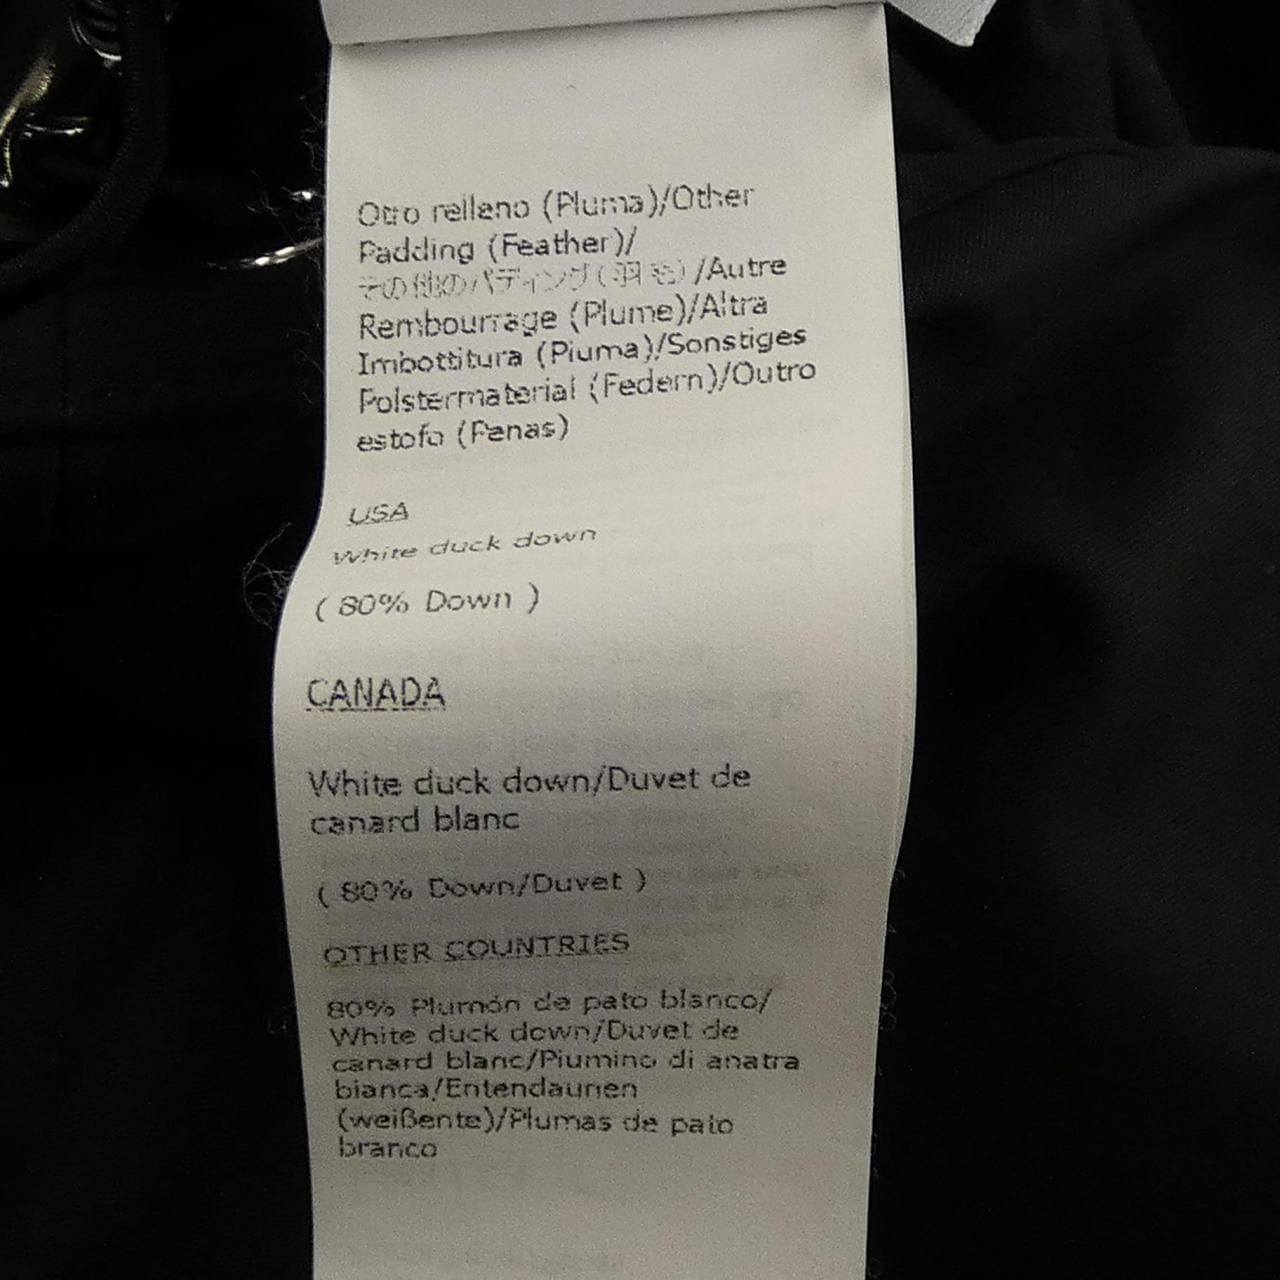 Otro relleno (Pluma)/Other
Padding (Feather)/
その他のパディング(羽毛)/Autre
Rembourrage (Plume)/Altra
Imbottitura (Piuma)/Sonstiges
Polstermaterial (Federn)/Outro
estofo (Penas)
USA
White duck down
( 80% Down )
CANADA
White duck down/Duvet de
canard blanc
( 80% Down/Duvet )
OTHER COUNTRIES
80% Plumón de pato blanco/
White duck down/Duvet de
canard blanc/Piumino di anatra
bianca/Entendaunen
(weißente)/Plumas de pato
branco